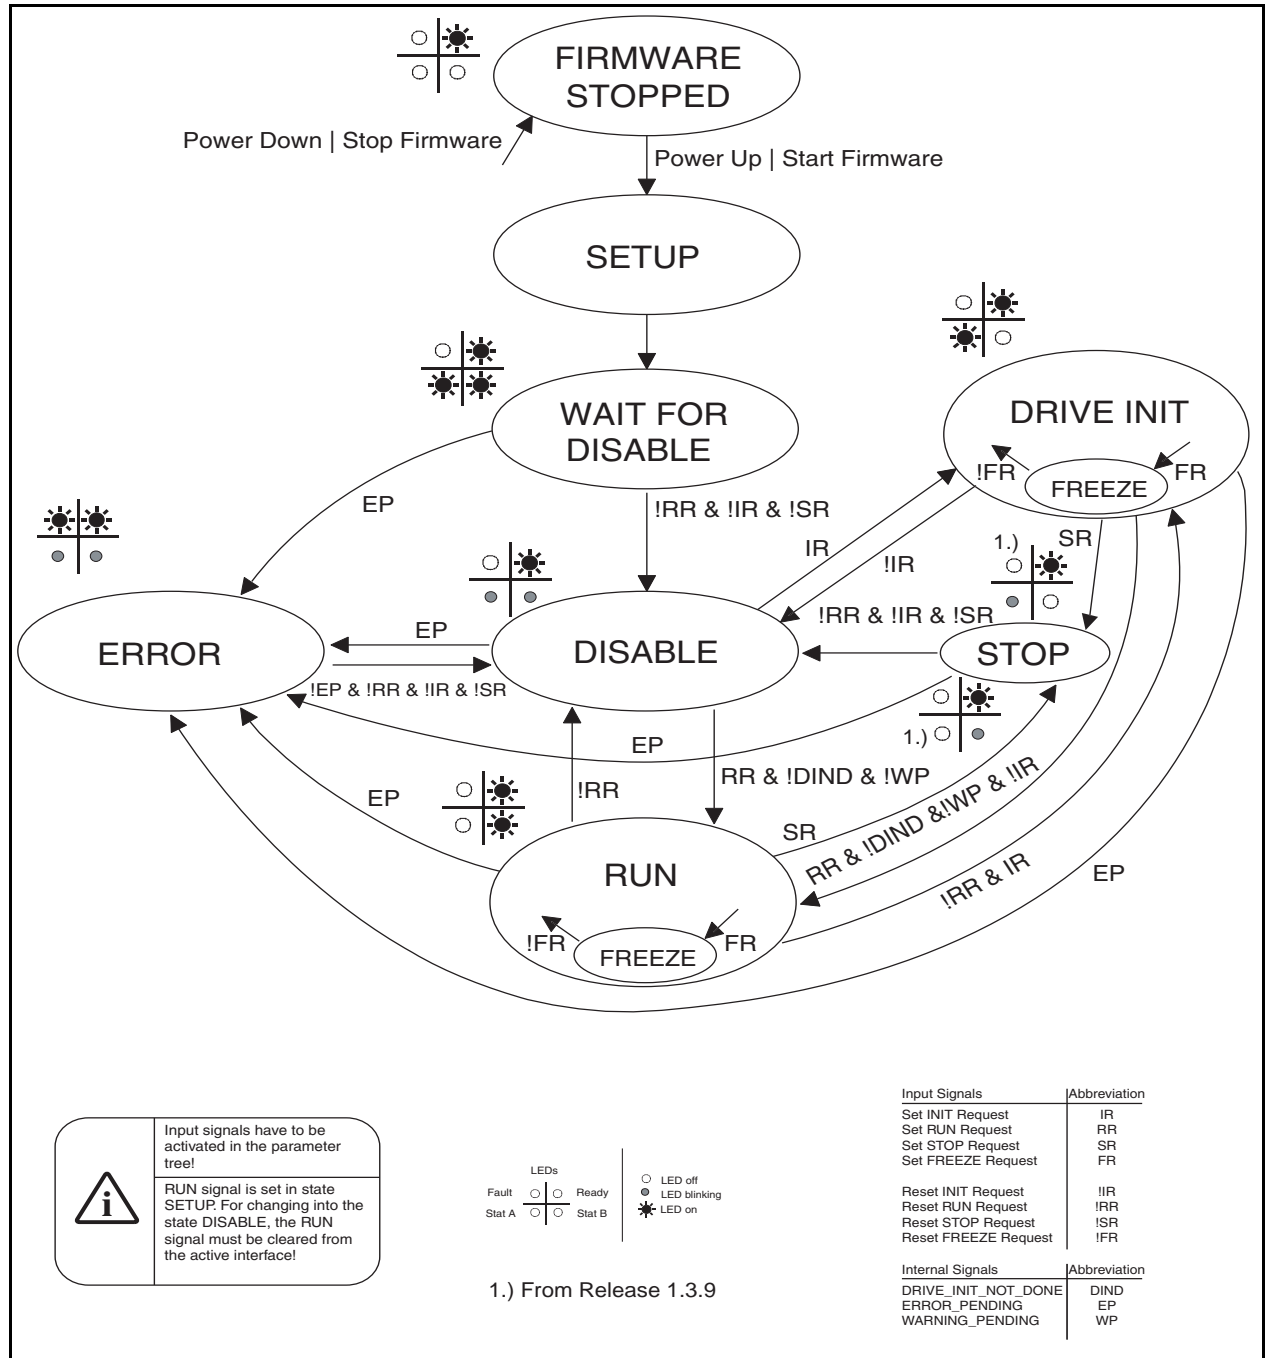 FIRMWARE
STOPPED
Power Down | Stop Firmware
Power Up | Start Firmware
SETUP
WAIT FOR
DISABLE
DRIVE INIT
!FR
FREEZE
FR
EP
!RR & !IR & !SR
IR
!IR
1.)
SR
!RR & !IR & !SR
ERROR
EP
DISABLE
STOP
!EP & !RR & !IR & !SR
EP
1.)
RR & !DIND & !WP
!RR
EP
SR
RR & !DIND &!WP & !IR
!RR & IR
EP
RUN
!FR
FREEZE
FR
Input signals have to be
activated in the parameter
tree!
i
RUN signal is set in state
SETUP. For changing into the
state DISABLE, the RUN
signal must be cleared from
the active interface!
LEDs
Fault
Ready
Stat A
Stat B
LED off
LED blinking
LED on
1.) From Release 1.3.9
Input Signals Abbreviation
Set INIT Request IR
Set RUN Request RR
Set STOP Request SR
Set FREEZE Request FR
Reset INIT Request !IR
Reset RUN Request !RR
Reset STOP Request !SR
Reset FREEZE Request !FR
Internal Signals Abbreviation
DRIVE_INIT_NOT_DONE DIND
ERROR_PENDING EP
WARNING_PENDING WP